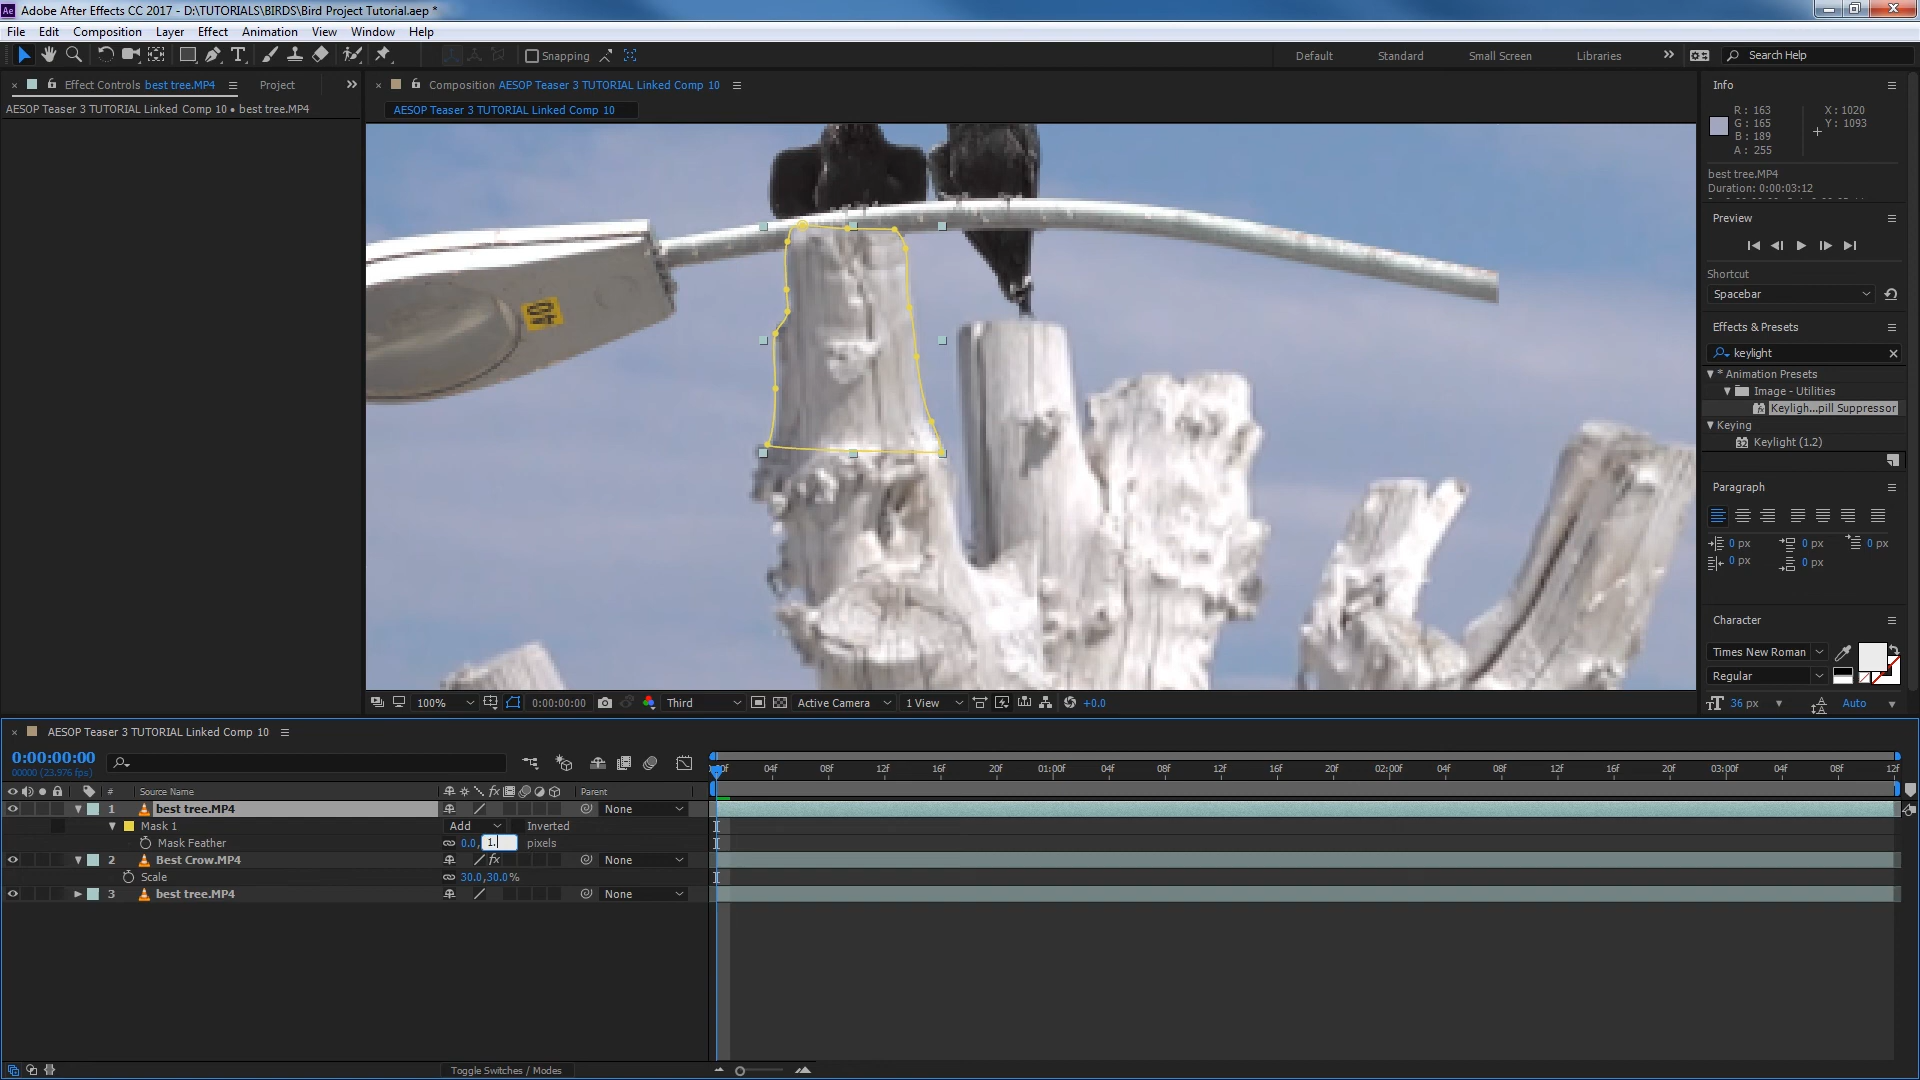 Ae Adobe After Effects CC 2017 - D:\TUTORIALS\BIRDS\Bird Project Tutorial.aep *
File Edit Composition Layer Effect Animation View Window Help
Snapping Default Standard Small Screen Libraries » Search Help
× Effect Controls best tree.MP4 Project »
× Composition AESOP Teaser 3 TUTORIAL Linked Comp 10
Info
AESOP Teaser 3 TUTORIAL Linked Comp 10 • best tree.MP4
AESOP Teaser 3 TUTORIAL Linked Comp 10
R : 163 X : 1020
G : 165 Y : 1093
B : 189
A : 255
best tree.MP4
Duration: 0:00:03:12
Preview
Shortcut
Spacebar
Effects & Presets
keylight
* Animation Presets
Image - Utilities
Keyligh...pill Suppressor
Keying
Keylight (1.2)
Paragraph
0 px 0 px 0 px
0 px 0 px
Character
Times New Roman
Regular
36 px Auto
100% 0:00:00:00 Third Active Camera 1 View +0.0
× AESOP Teaser 3 TUTORIAL Linked Comp 10
0:00:00:00
00000 (23.976 fps)
04f 08f 12f 16f 20f 01:00f 04f 08f 12f 16f 20f 02:00f 04f 08f 12f 16f 20f 03:00f 04f 08f 12f
# Source Name fx Parent
1 best tree.MP4 None
Mask 1 Add Inverted
Mask Feather 0.0, 1. pixels
2 Best Crow.MP4 fx None
Scale 30.0,30.0%
3 best tree.MP4 None
Toggle Switches / Modes